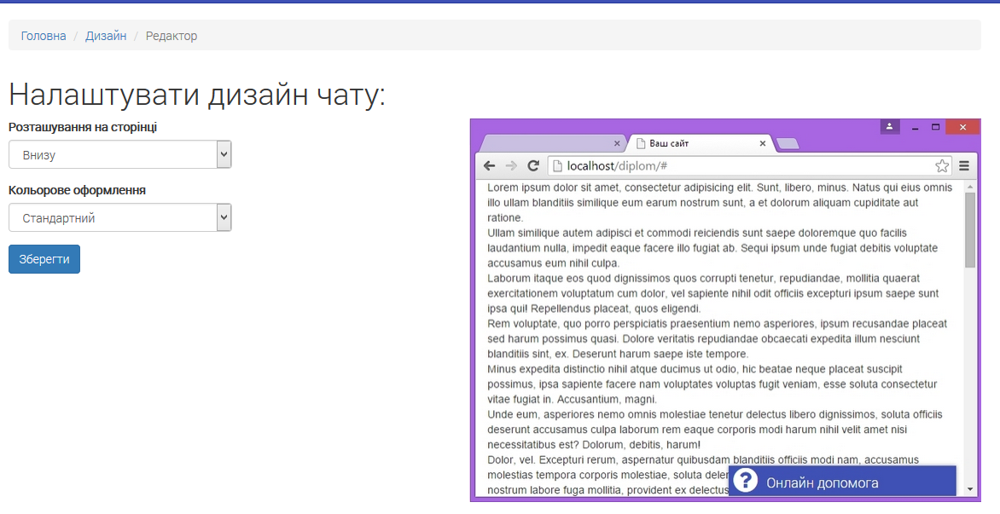 Головна / Дизайн / Редактор
Налаштувати дизайн чату:
Розташування на сторінці
Внизу
Кольорове оформлення
Стандартний
Зберегти
Ваш сайт
localhost/diplom/#
Lorem ipsum dolor sit amet, consectetur adipisicing elit. Sunt, libero, minus. Natus qui eius omnis
illo ullam blanditiis similique eum earum nostrum sunt, a et dolorum aliquam cupiditate aut
ratione.
Ullam similique autem adipisci et commodi reiciendis sunt saepe doloremque quo facilis
laudantium nulla, impedit eaque facere illo fugiat ab. Sequi ipsum unde fugiat debitis voluptate
accusamus eum nihil culpa.
Laborum itaque eos quod dignissimos quos corrupti tenetur, repudiandae, mollitia quaerat
exercitationem voluptatum cum dolor, vel sapiente nihil odit officiis excepturi ipsum saepe sunt
ipsa qui! Repellendus placeat, quos eligendi.
Rem voluptate, quo porro perspiciatis praesentium nemo asperiores, ipsum recusandae placeat
sed harum possimus quasi. Dolore veritatis repudiandae obcaecati expedita illum nesciunt
blanditiis sint, ex. Deserunt harum saepe iste tempore.
Minus expedita distinctio nihil atque ducimus ut odio, hic beatae neque placeat suscipit
possimus, ipsa sapiente facere nam voluptates voluptas fugit veniam, esse soluta consectetur
vitae fugiat in. Accusantium, magni.
Unde eum, asperiores nemo omnis molestiae tenetur delectus libero dignissimos, soluta officiis
deserunt accusamus culpa laborum rem eaque corporis modi harum nihil velit amet nisi
necessitatibus est? Dolorum, debitis, harum!
Dolor, vel. Excepturi rerum, aspernatur quibusdam blanditiis officiis modi nam, accusamus
molestias tempora corporis molestiae, soluta deler
nostrum labore fuga mollitia, provident ex delectus
? Онлайн допомога